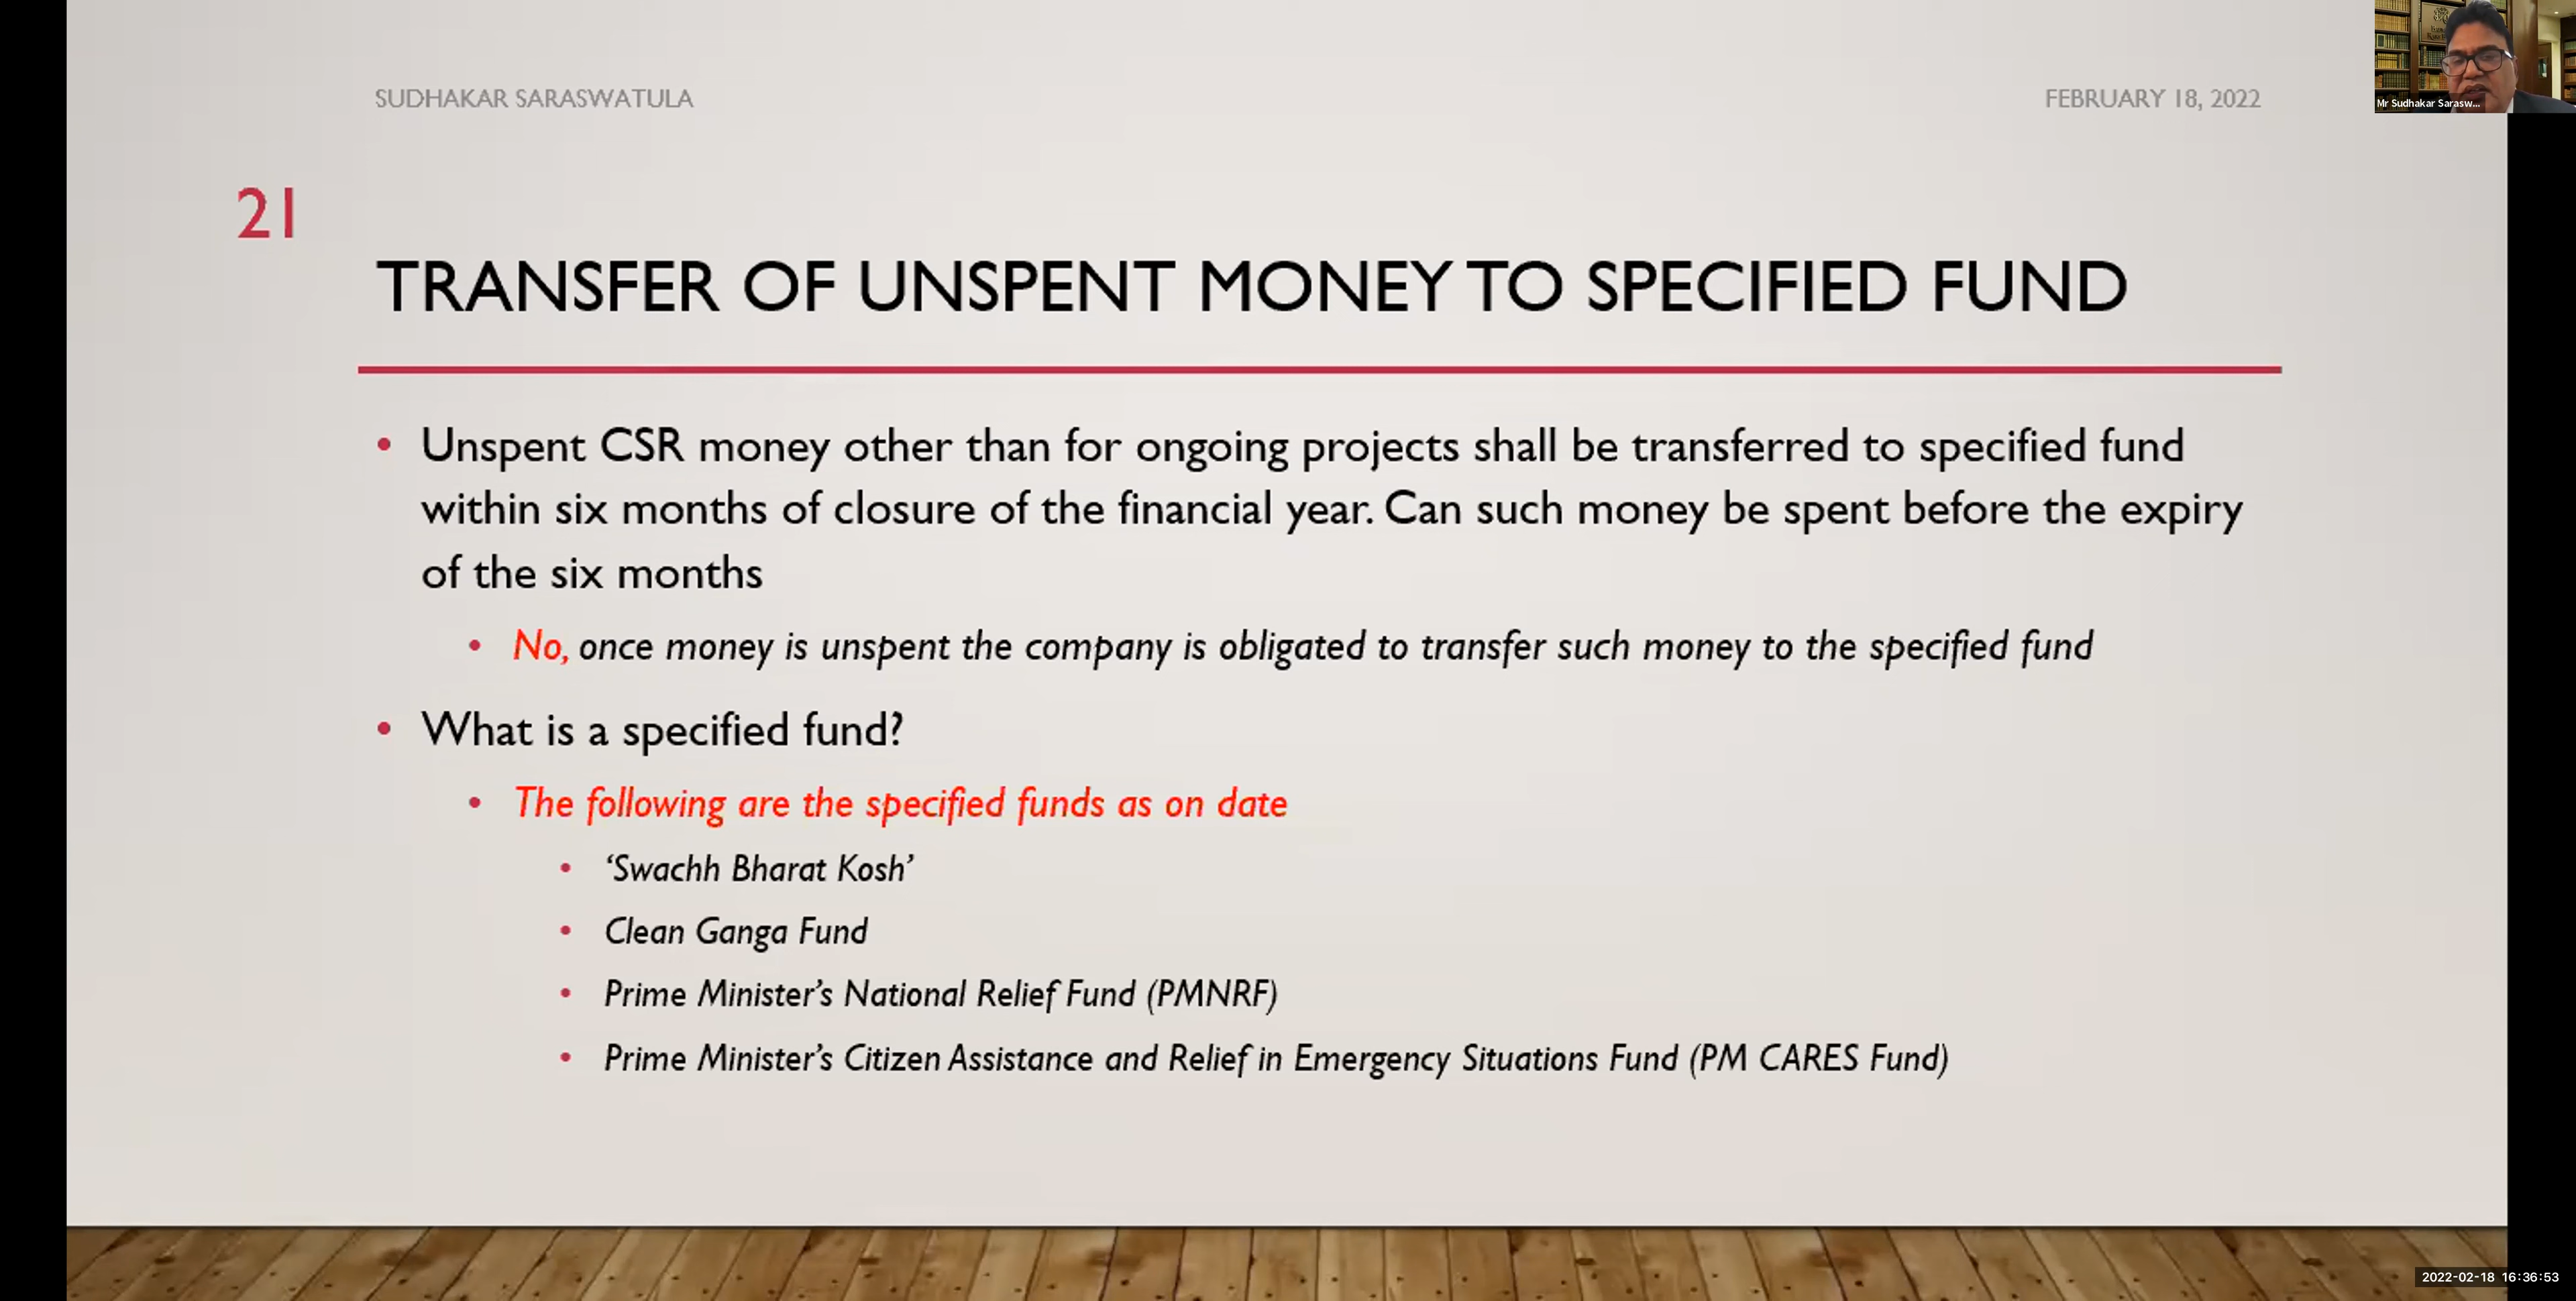 SUDHAKAR SARASWATULA
FEBRUARY 18, 2022
Mr Sudhakar Sarasw...
21
TRANSFER OF UNSPENT MONEY TO SPECIFIED FUND
• Unspent CSR money other than for ongoing projects shall be transferred to specified fund
within six months of closure of the financial year. Can such money be spent before the expiry
of the six months
• No, once money is unspent the company is obligated to transfer such money to the specified fund
• What is a specified fund?
• The following are the specified funds as on date
• ‘Swachh Bharat Kosh’
• Clean Ganga Fund
• Prime Minister’s National Relief Fund (PMNRF)
• Prime Minister’s Citizen Assistance and Relief in Emergency Situations Fund (PM CARES Fund)
2022-02-18 16:36:53